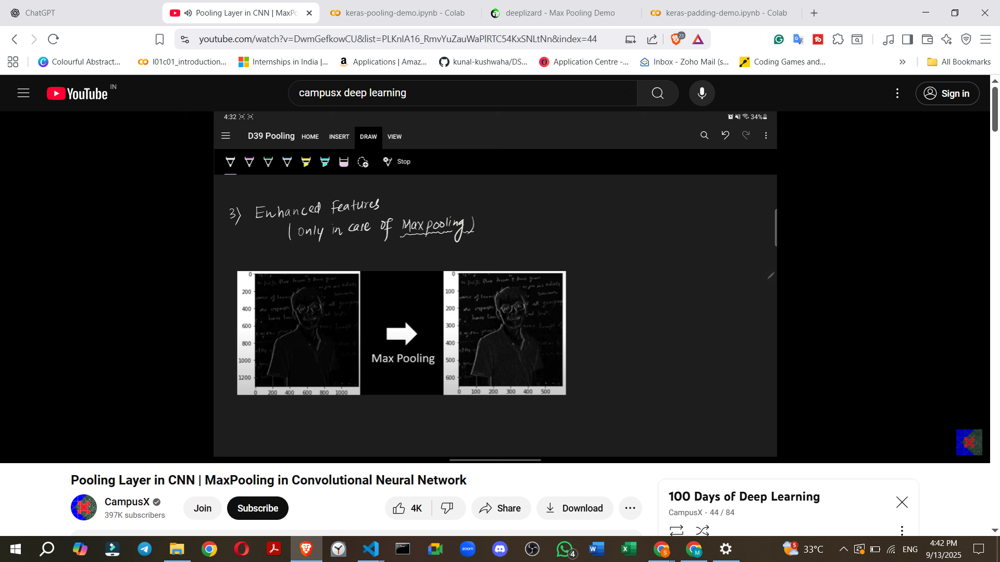 ChatGPT
Pooling Layer in CNN | MaxPo
keras-pooling-demo.ipynb - Colab
deeplizard - Max Pooling Demo
keras-padding-demo.ipynb - Colab
youtube.com/watch?v=DwmGefkowCU&list=PLKnIA16_RmvYuZauWaPlRTC54KxSNLtNn&index=44
23
Colourful Abstract...
l01c01_introduction...
Internships in India |...
Applications | Amaz...
kunal-kushwaha/DS...
Application Centre -...
Inbox - Zoho Mail (s...
Coding Games and...
All Bookmarks
YouTube IN
campusx deep learning
Sign in
4:32
34%
D39 Pooling
HOME
INSERT
DRAW
VIEW
Stop
3) Enhanced features
(only in case of Maxpooling)
0
200
400
600
800
1000
1200
0 200 400 600 800 1000
Max Pooling
0
100
200
300
400
500
600
0 100 200 300 400 500
Pooling Layer in CNN | MaxPooling in Convolutional Neural Network
CampusX
397K subscribers
Join
Subscribe
4K
Share
Download
100 Days of Deep Learning
CampusX - 44 / 84
zoom
4
5
33°C
ENG
4:42 PM
9/13/2025